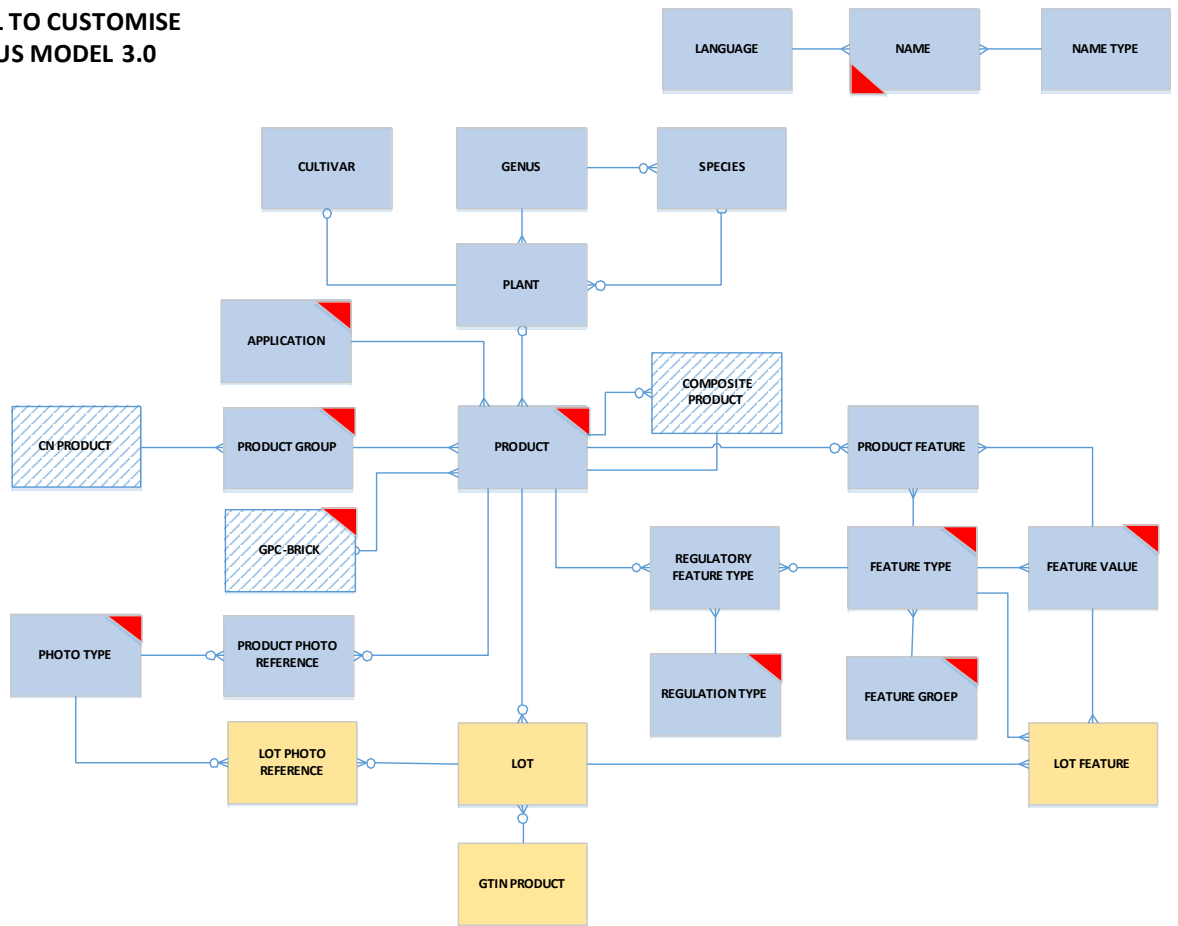 TO CUSTOMISE
US MODEL 3.0
LANGUAGE
NAME
NAME TYPE
CULTIVAR
GENUS
SPECIES
PLANT
APPLICATION
COMPOSITE
PRODUCT
CN PRODUCT
PRODUCT GROUP
PRODUCT
PRODUCT FEATURE
GPC-BRICK
REGULATORY
FEATURE TYPE
FEATURE TYPE
FEATURE VALUE
PHOTO TYPE
PRODUCT PHOTO
REFERENCE
REGULATION TYPE
FEATURE GROEP
LOT PHOTO
REFERENCE
LOT
LOT FEATURE
GTIN PRODUCT